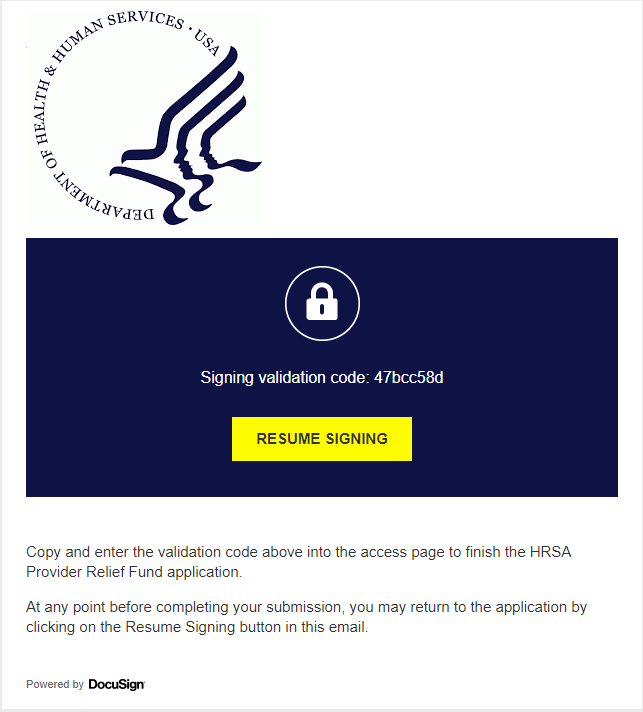 DEPARTMENT OF HEALTH & HUMAN SERVICES · USA
Signing validation code: 47bcc58d
RESUME SIGNING
Copy and enter the validation code above into the access page to finish the HRSA
Provider Relief Fund application.
At any point before completing your submission, you may return to the application by
clicking on the Resume Signing button in this email.
Powered by DocuSign